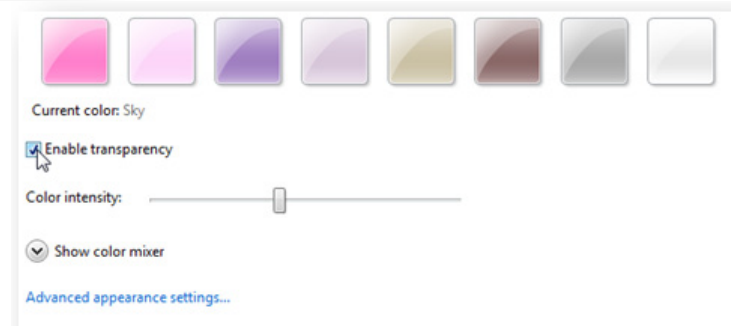 Current color: Sky
Enable transparency
Color intensity:
Show color mixer
Advanced appearance settings...